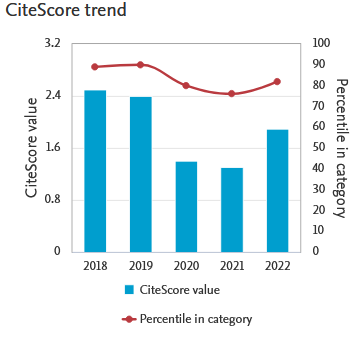 CiteScore trend
3.2
2.4
1.6
0.8
0
CiteScore value
100
90
80
70
60
50
40
30
20
10
0
Percentile in category
2018 2019 2020 2021 2022
CiteScore value
Percentile in category